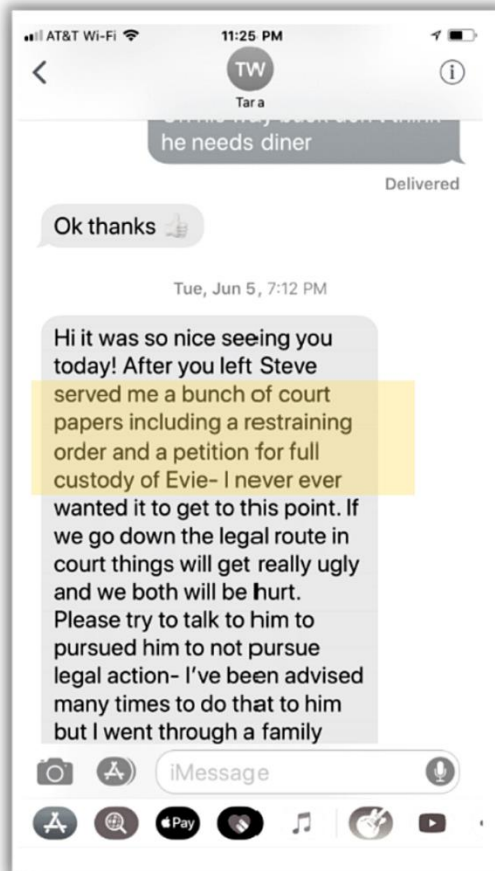 AT&T Wi-Fi 11:25 PM
TW
Tara
he needs diner
Delivered
Ok thanks 👍
Tue, Jun 5, 7:12 PM
Hi it was so nice seeing you
today! After you left Steve
served me a bunch of court
papers including a restraining
order and a petition for full
custody of Evie- I never ever
wanted it to get to this point. If
we go down the legal route in
court things will get really ugly
and we both will be hurt.
Please try to talk to him to
pursued him to not pursue
legal action- I've been advised
many times to do that to him
but I went through a family
iMessage
Pay